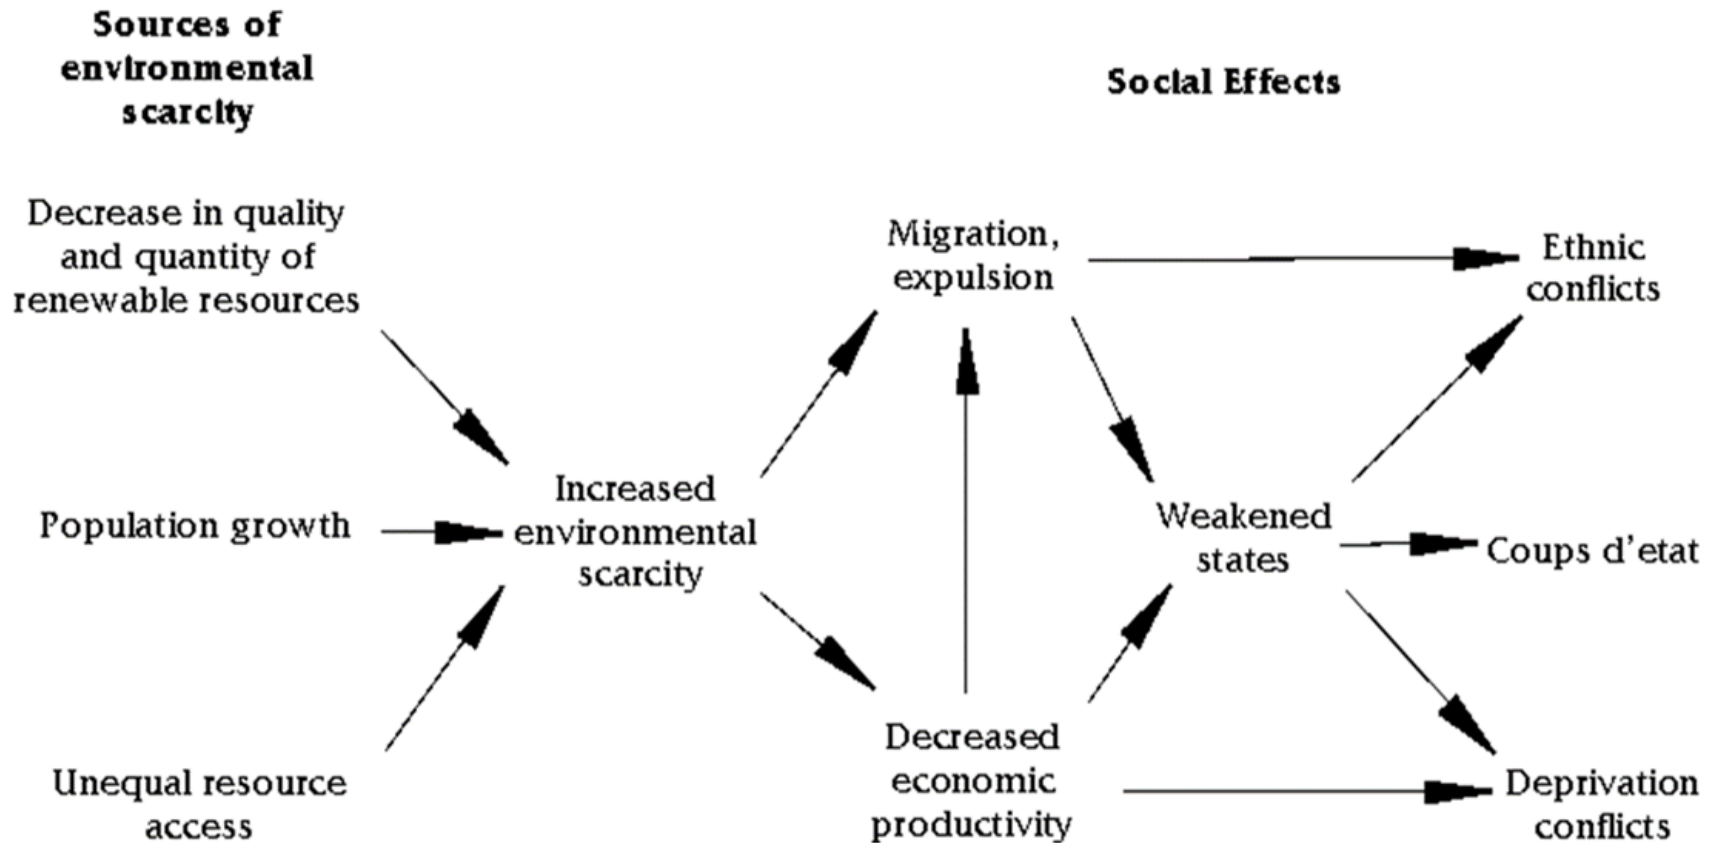 Sources of
environmental
scarcity
Social Effects
Decrease in quality
and quantity of
renewable resources
Migration,
expulsion
Ethnic
conflicts
Population growth
Increased
environmental
scarcity
Weakened
states
Coups d'etat
Unequal resource
access
Decreased
economic
productivity
Deprivation
conflicts